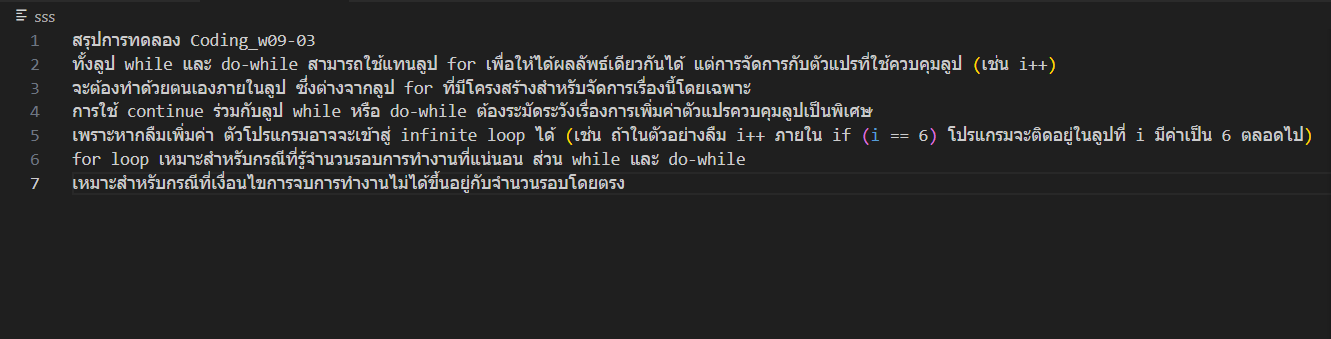 sss
1 สรุปการทดลอง Coding_w09-03
2 ทั้งลูป while และ do-while สามารถใช้แทนลูป for เพื่อให้ได้ผลลัพธ์เดียวกันได้ แต่การจัดการกับตัวแปรที่ใช้ควบคุมลูป (เช่น i++)
3 จะต้องทำด้วยตนเองภายในลูป ซึ่งต่างจากลูป for ที่มีโครงสร้างสำหรับจัดการเรื่องนี้โดยเฉพาะ
4 การใช้ continue ร่วมกับลูป while หรือ do-while ต้องระมัดระวังเรื่องการเพิ่มค่าตัวแปรควบคุมลูปเป็นพิเศษ
5 เพราะหากลืมเพิ่มค่า ตัวโปรแกรมอาจจะเข้าสู่ infinite loop ได้ (เช่น ถ้าในตัวอย่างลืม i++ ภายใน if (i == 6) โปรแกรมจะติดอยู่ในลูปที่ i มีค่าเป็น 6 ตลอดไป)
6 for loop เหมาะสำหรับกรณีที่รู้จำนวนรอบการทำงานที่แน่นอน ส่วน while และ do-while
7 เหมาะสำหรับกรณีที่เงื่อนไขการจบการทำงานไม่ได้ขึ้นอยู่กับจำนวนรอบโดยตรง